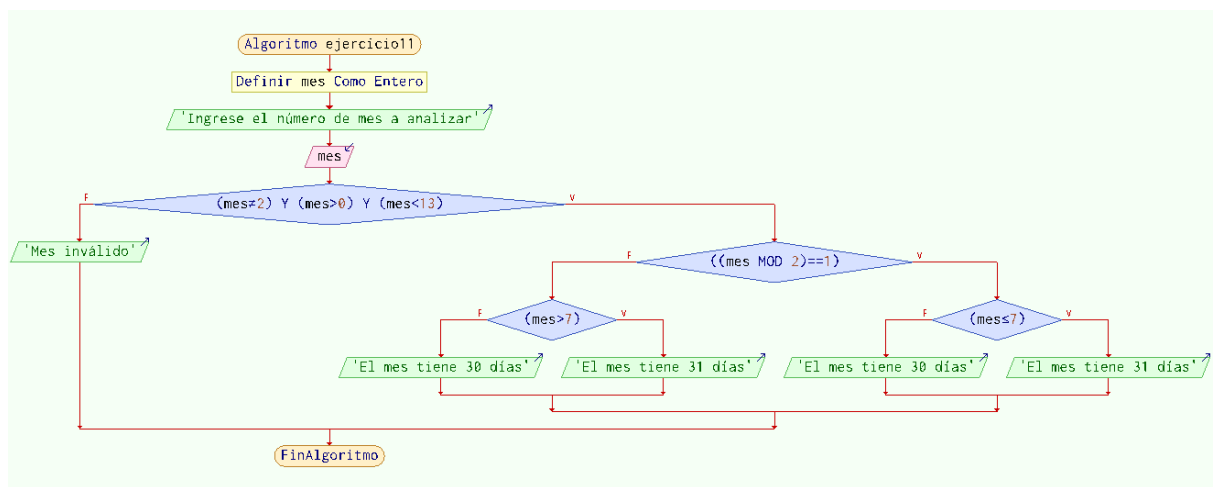 Algoritmo ejercicio11
Definir mes Como Entero
'Ingrese el número de mes a analizar'
mes
F
(mes≠2) Y (mes>0) Y (mes<13)
V
'Mes inválido'
F
((mes MOD 2)==1)
V
F
(mes>7)
V
F
(mes≤7)
V
'El mes tiene 30 días'
'El mes tiene 31 días'
'El mes tiene 30 días'
'El mes tiene 31 días'
FinAlgoritmo